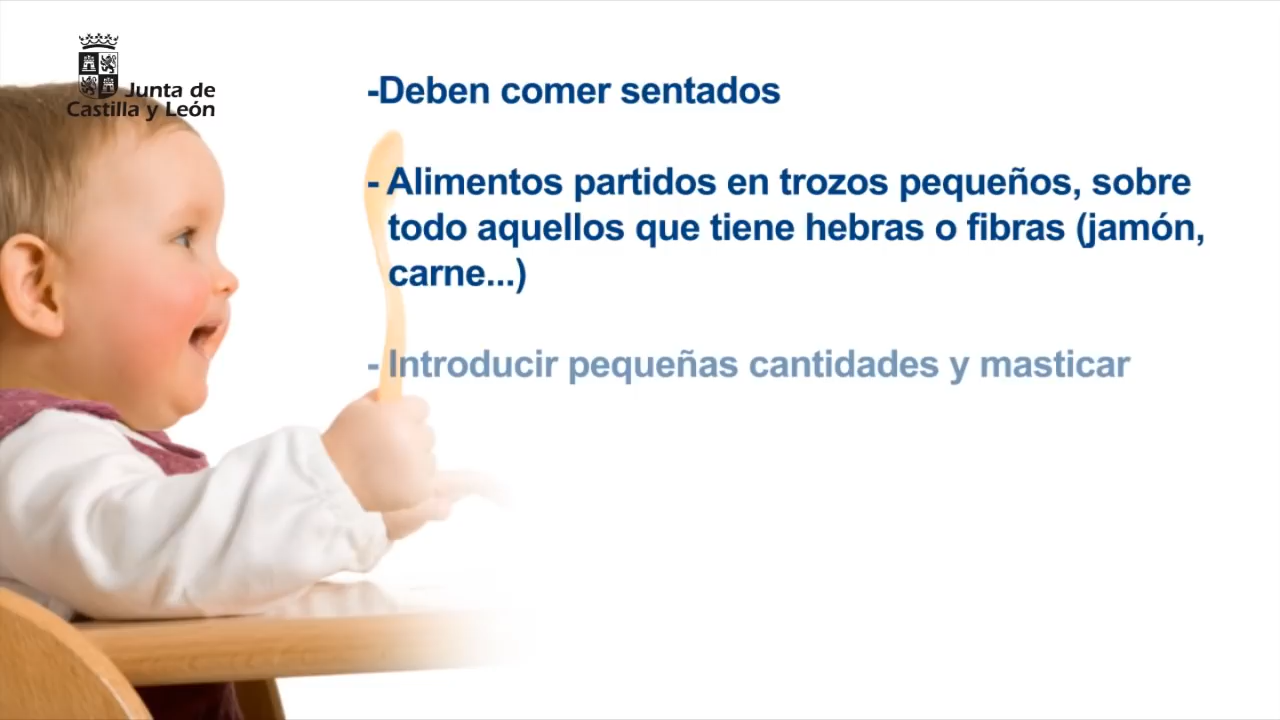 Junta de
Castilla y León
-Deben comer sentados
- Alimentos partidos en trozos pequeños, sobre
todo aquellos que tiene hebras o fibras (jamón,
carne...)
- Introducir pequeñas cantidades y masticar